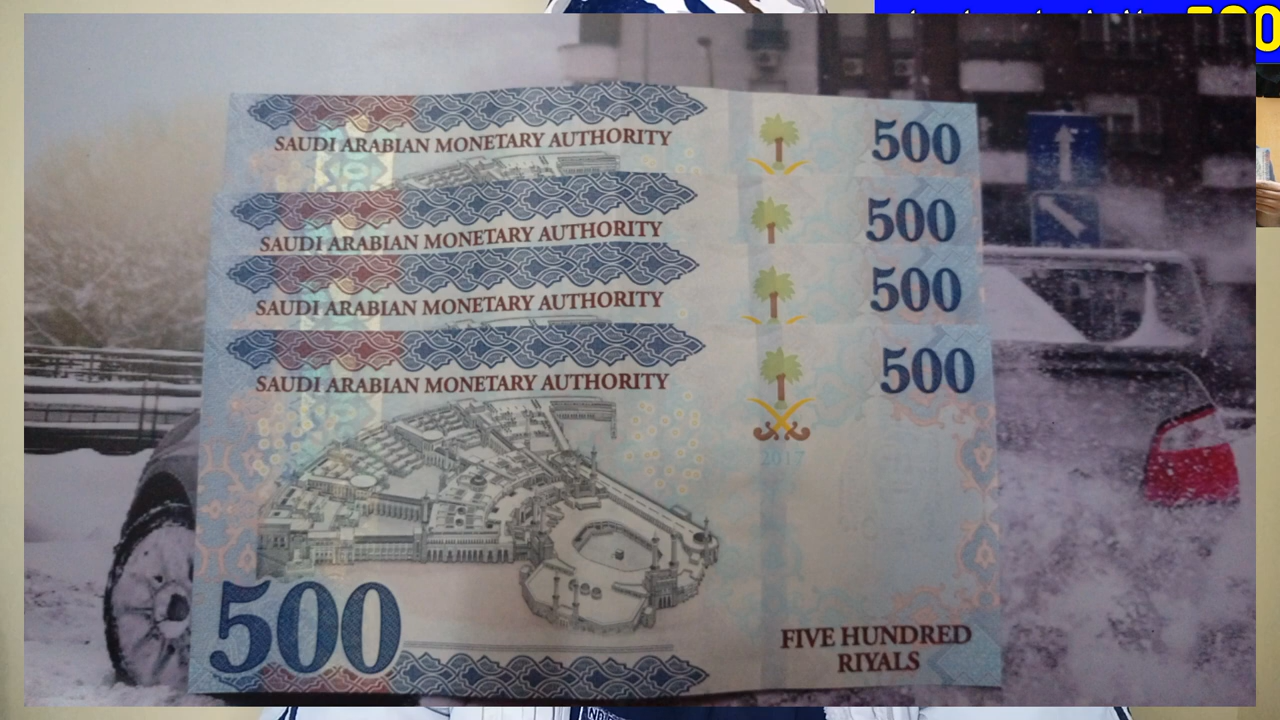 SAUDI ARABIAN MONETARY AUTHORITY
500
SAUDI ARABIAN MONETARY AUTHORITY
500
SAUDI ARABIAN MONETARY AUTHORITY
500
SAUDI ARABIAN MONETARY AUTHORITY
500
2017
500
FIVE HUNDRED
RIYALS